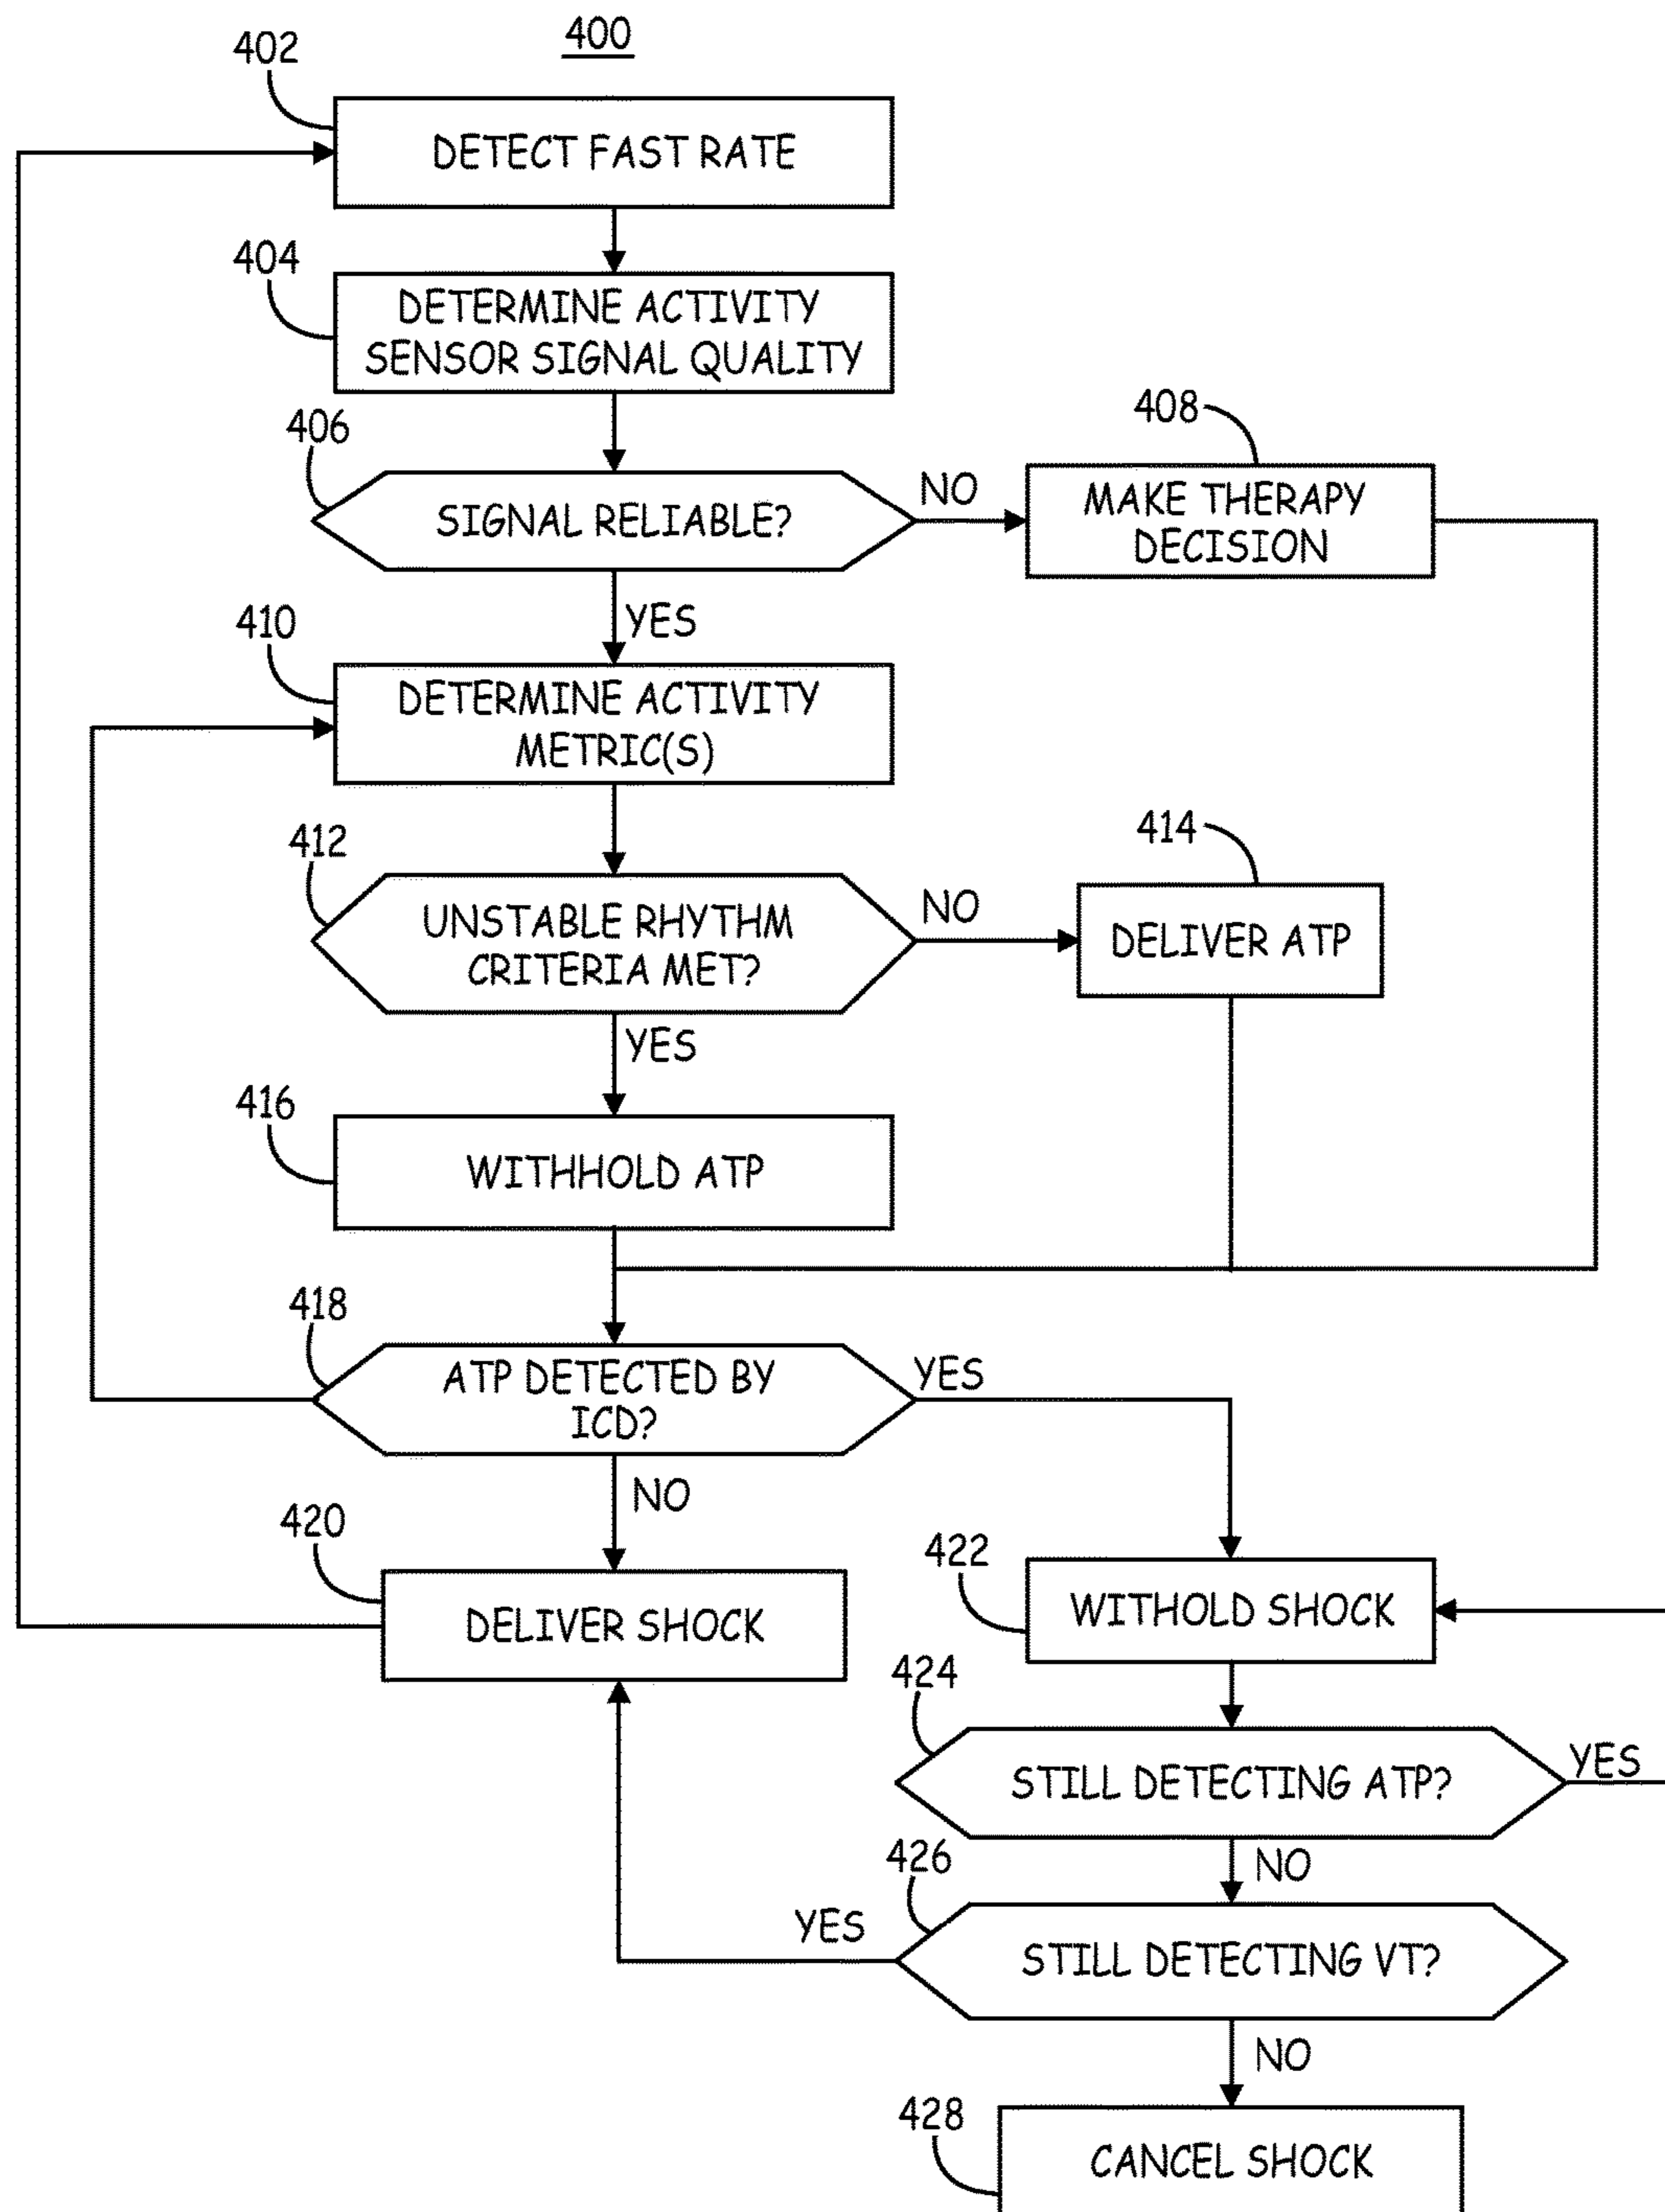 400
402
DETECT FAST RATE
404
DETERMINE ACTIVITY
SENSOR SIGNAL QUALITY
406
SIGNAL RELIABLE?
NO
408
MAKE THERAPY
DECISION
YES
410
DETERMINE ACTIVITY
METRIC(S)
412
UNSTABLE RHYTHM
CRITERIA MET?
NO
414
DELIVER ATP
YES
416
WITHHOLD ATP
418
ATP DETECTED BY
ICD?
YES
NO
420
DELIVER SHOCK
422
WITHOLD SHOCK
424
STILL DETECTING ATP?
YES
NO
426
STILL DETECTING VT?
YES
NO
428
CANCEL SHOCK